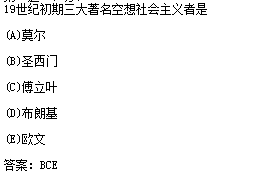 19世纪初期三大著名空想社会主义者是
(A)莫尔
(B)圣西门
(C)傅立叶
(D)布朗基
(E)欧文
答案: BCE